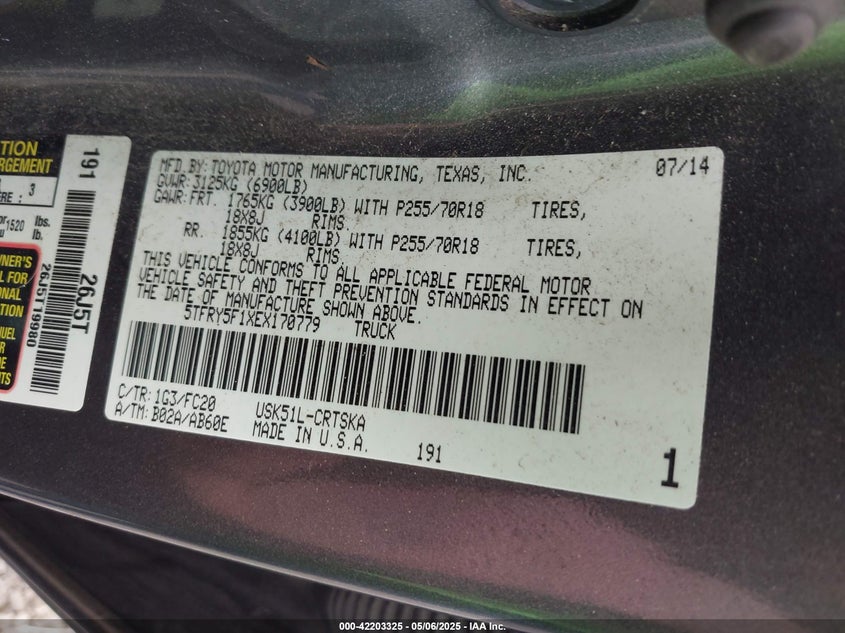 MFD.BY:TOYOTA MOTOR MANUFACTURING, TEXAS, INC. 07/14
GVWR:3125KG (6900LB)
GAWR:FRT. 1765KG (3900LB) WITH P255/70R18 TIRES,
18X8J RIMS
RR. 1855KG (4100LB) WITH P255/70R18 TIRES,
18X8J RIMS
THIS VEHICLE CONFORMS TO ALL APPLICABLE FEDERAL MOTOR
VEHICLE SAFETY AND THEFT PREVENTION STANDARDS IN EFFECT ON
THE DATE OF MANUFACTURE SHOWN ABOVE.
5TFRY5F1XEX170779 TRUCK
C/TR:1G3/FC20 USK51L-CRTSKA
A/TM:B02A/AB60E MADE IN U.S.A. 191
1
191
26J5T
26J5T19980
3
1520 lbs.
lb.
000-42203325 | 05/06/2025 | IAA Inc.